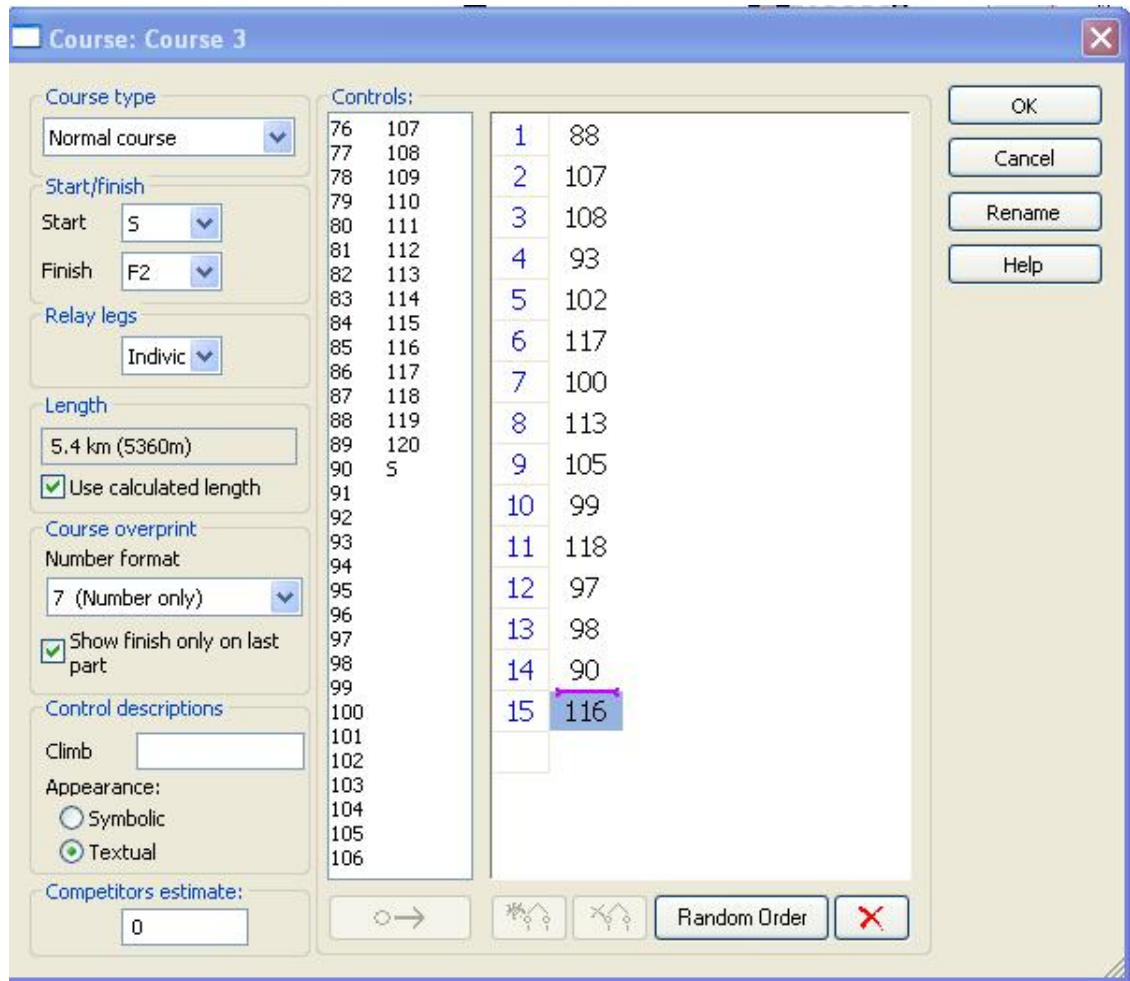 Course: Course 3
Course type
Normal course
Start/finish
Start S
Finish F2
Relay legs
Indivic
Length
5.4 km (5360m)
Use calculated length
Course overprint
Number format
7 (Number only)
Show finish only on last
part
Control descriptions
Climb
Appearance:
Symbolic
Textual
Competitors estimate:
0
Controls:
76 107
77 108
78 109
79 110
80 111
81 112
82 113
83 114
84 115
85 116
86 117
87 118
88 119
89 120
90 S
91
92
93
94
95
96
97
98
99
100
101
102
103
104
105
106
1 88
2 107
3 108
4 93
5 102
6 117
7 100
8 113
9 105
10 99
11 118
12 97
13 98
14 90
15 116
Random Order
OK
Cancel
Rename
Help